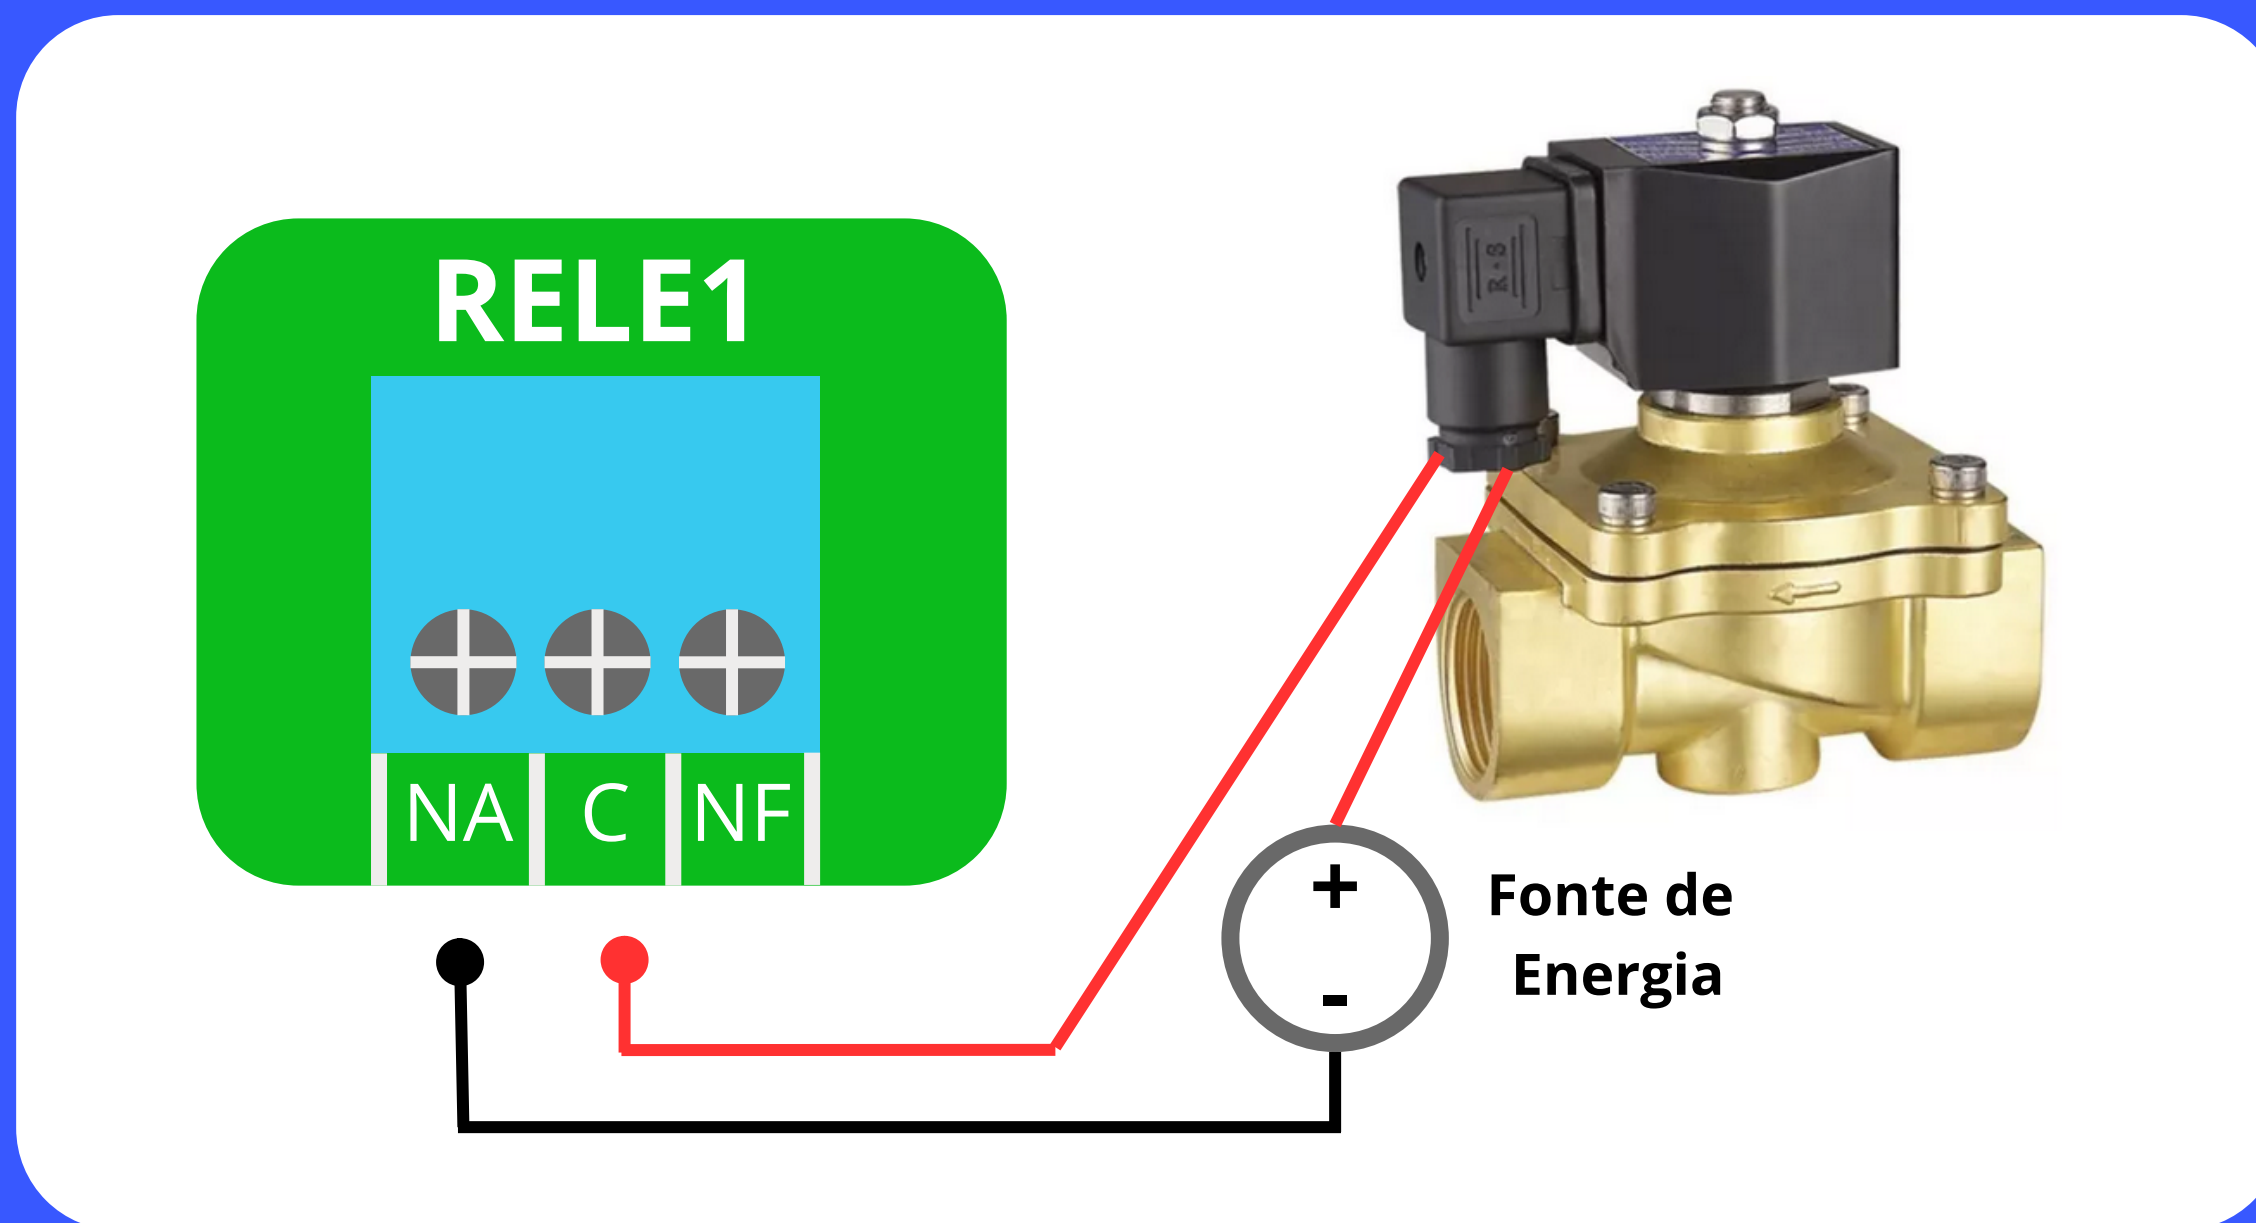 RELE1
NA C NF
R·S
+
Fonte de
Energia
-